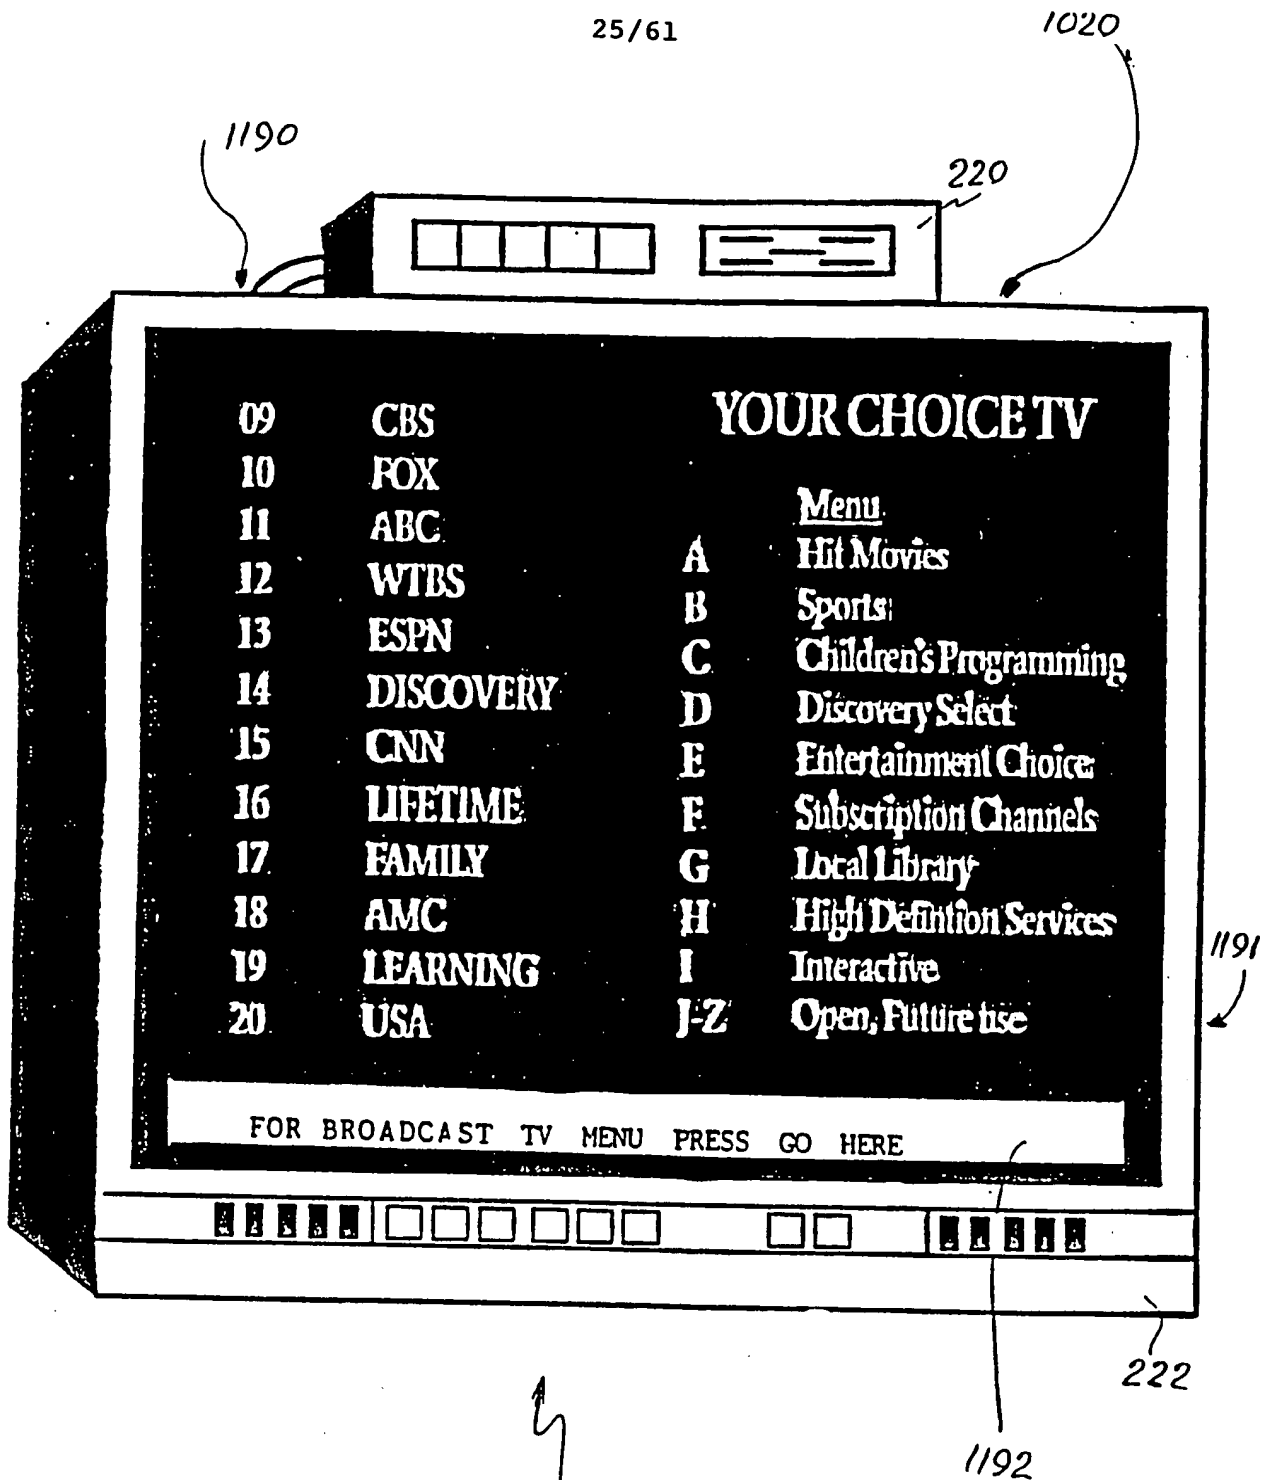 25/61
1020
1190
220
YOUR CHOICE TV
09 CBS
10 FOX
11 ABC
12 WTBS
13 ESPN
14 DISCOVERY
15 CNN
16 LIFETIME
17 FAMILY
18 AMC
19 LEARNING
20 USA
Menu
A Hit Movies
B Sports
C Children's Programming
D Discovery Select
E Entertainment Choice
F Subscription Channels
G Local Library
H High Defintion Services
I Interactive
J-Z Open, Future use
1191
FOR BROADCAST TV MENU PRESS GO HERE
222
1192